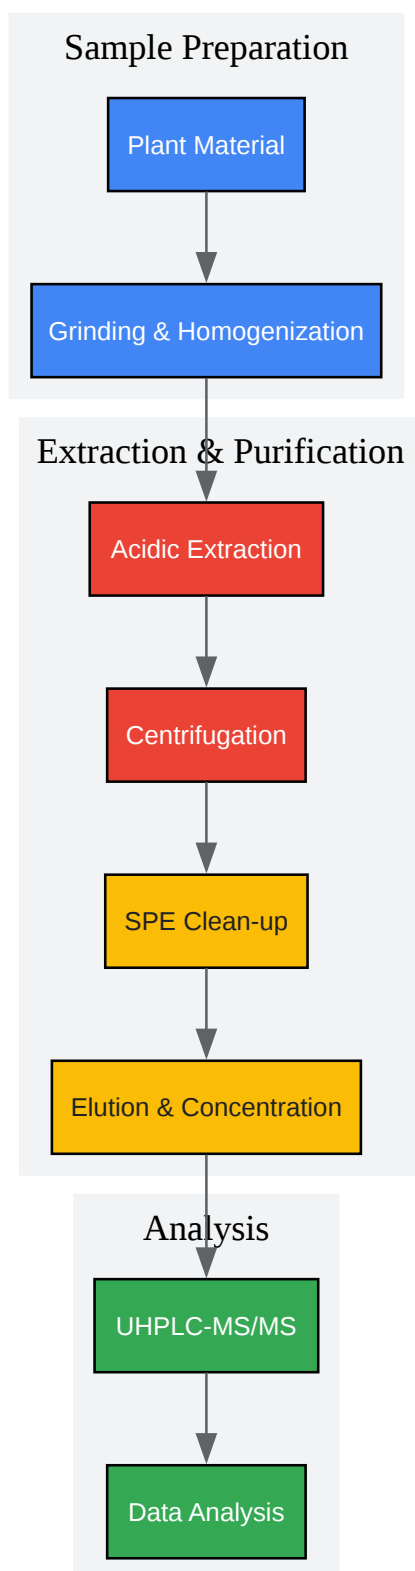 Sample Preparation
Plant Material
Grinding & Homogenization
Extraction & Purification
Acidic Extraction
Centrifugation
SPE Clean-up
Elution & Concentration
Analysis
UHPLC-MS/MS
Data Analysis